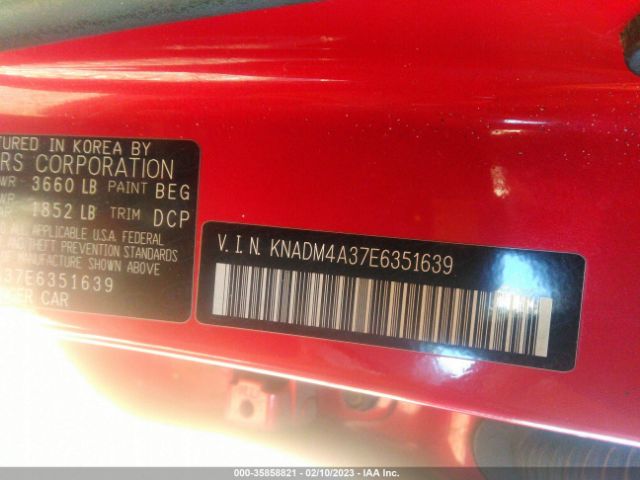 TURED IN KOREA BY
RS CORPORATION
WR 3660 LB PAINT BEG
WR
1852 LB TRIM DCP
O ALL APPLICABLE U.S.A. FEDERAL
AND THEFT PREVENTION STANDARDS
MANUFACTURE SHOWN ABOVE
37E6351639
ER CAR
V.I.N. KNADM4A37E6351639
000-35858821 - 02/10/2023 - IAA Inc.